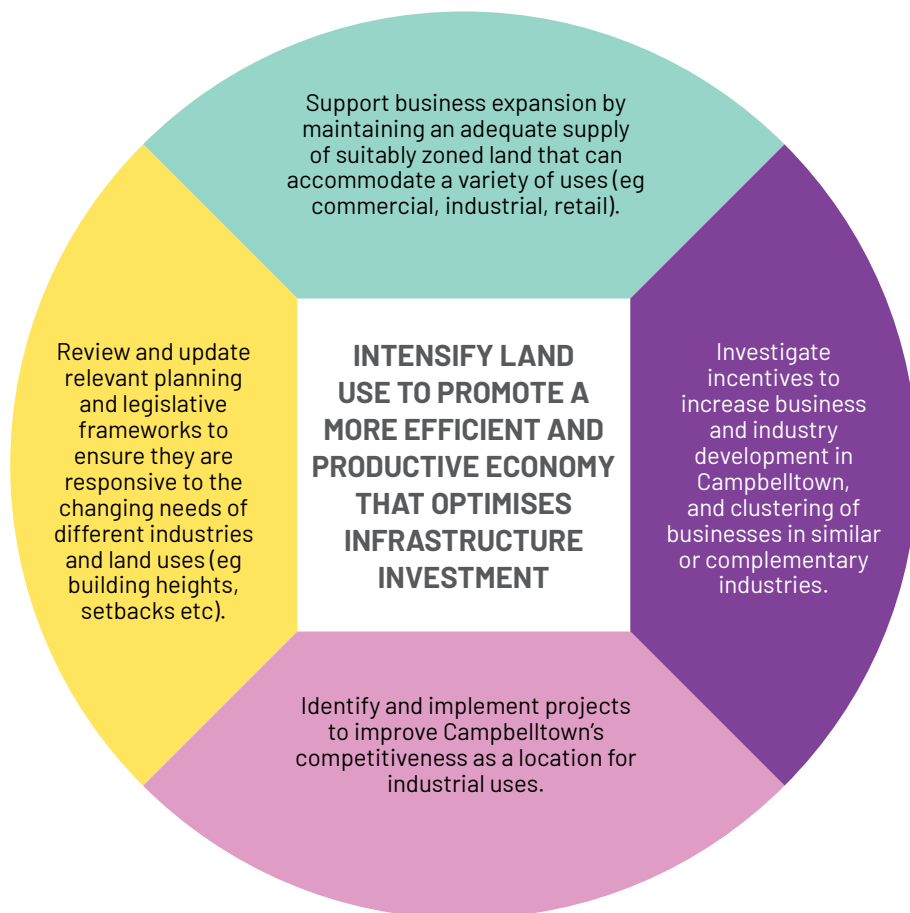 Support business expansion by
maintaining an adequate supply
of suitably zoned land that can
accommodate a variety of uses (eg
commercial, industrial, retail).
Review and update
relevant planning
and legislative
frameworks to
ensure they are
responsive to the
changing needs of
different industries
and land uses (eg
building heights,
setbacks etc).
INTENSIFY LAND
USE TO PROMOTE A
MORE EFFICIENT AND
PRODUCTIVE ECONOMY
THAT OPTIMISES
INFRASTRUCTURE
INVESTMENT
Investigate
incentives to
increase business
and industry
development in
Campbelltown,
and clustering of
businesses in similar
or complementary
industries.
Identify and implement projects
to improve Campbelltown's
competitiveness as a location for
industrial uses.